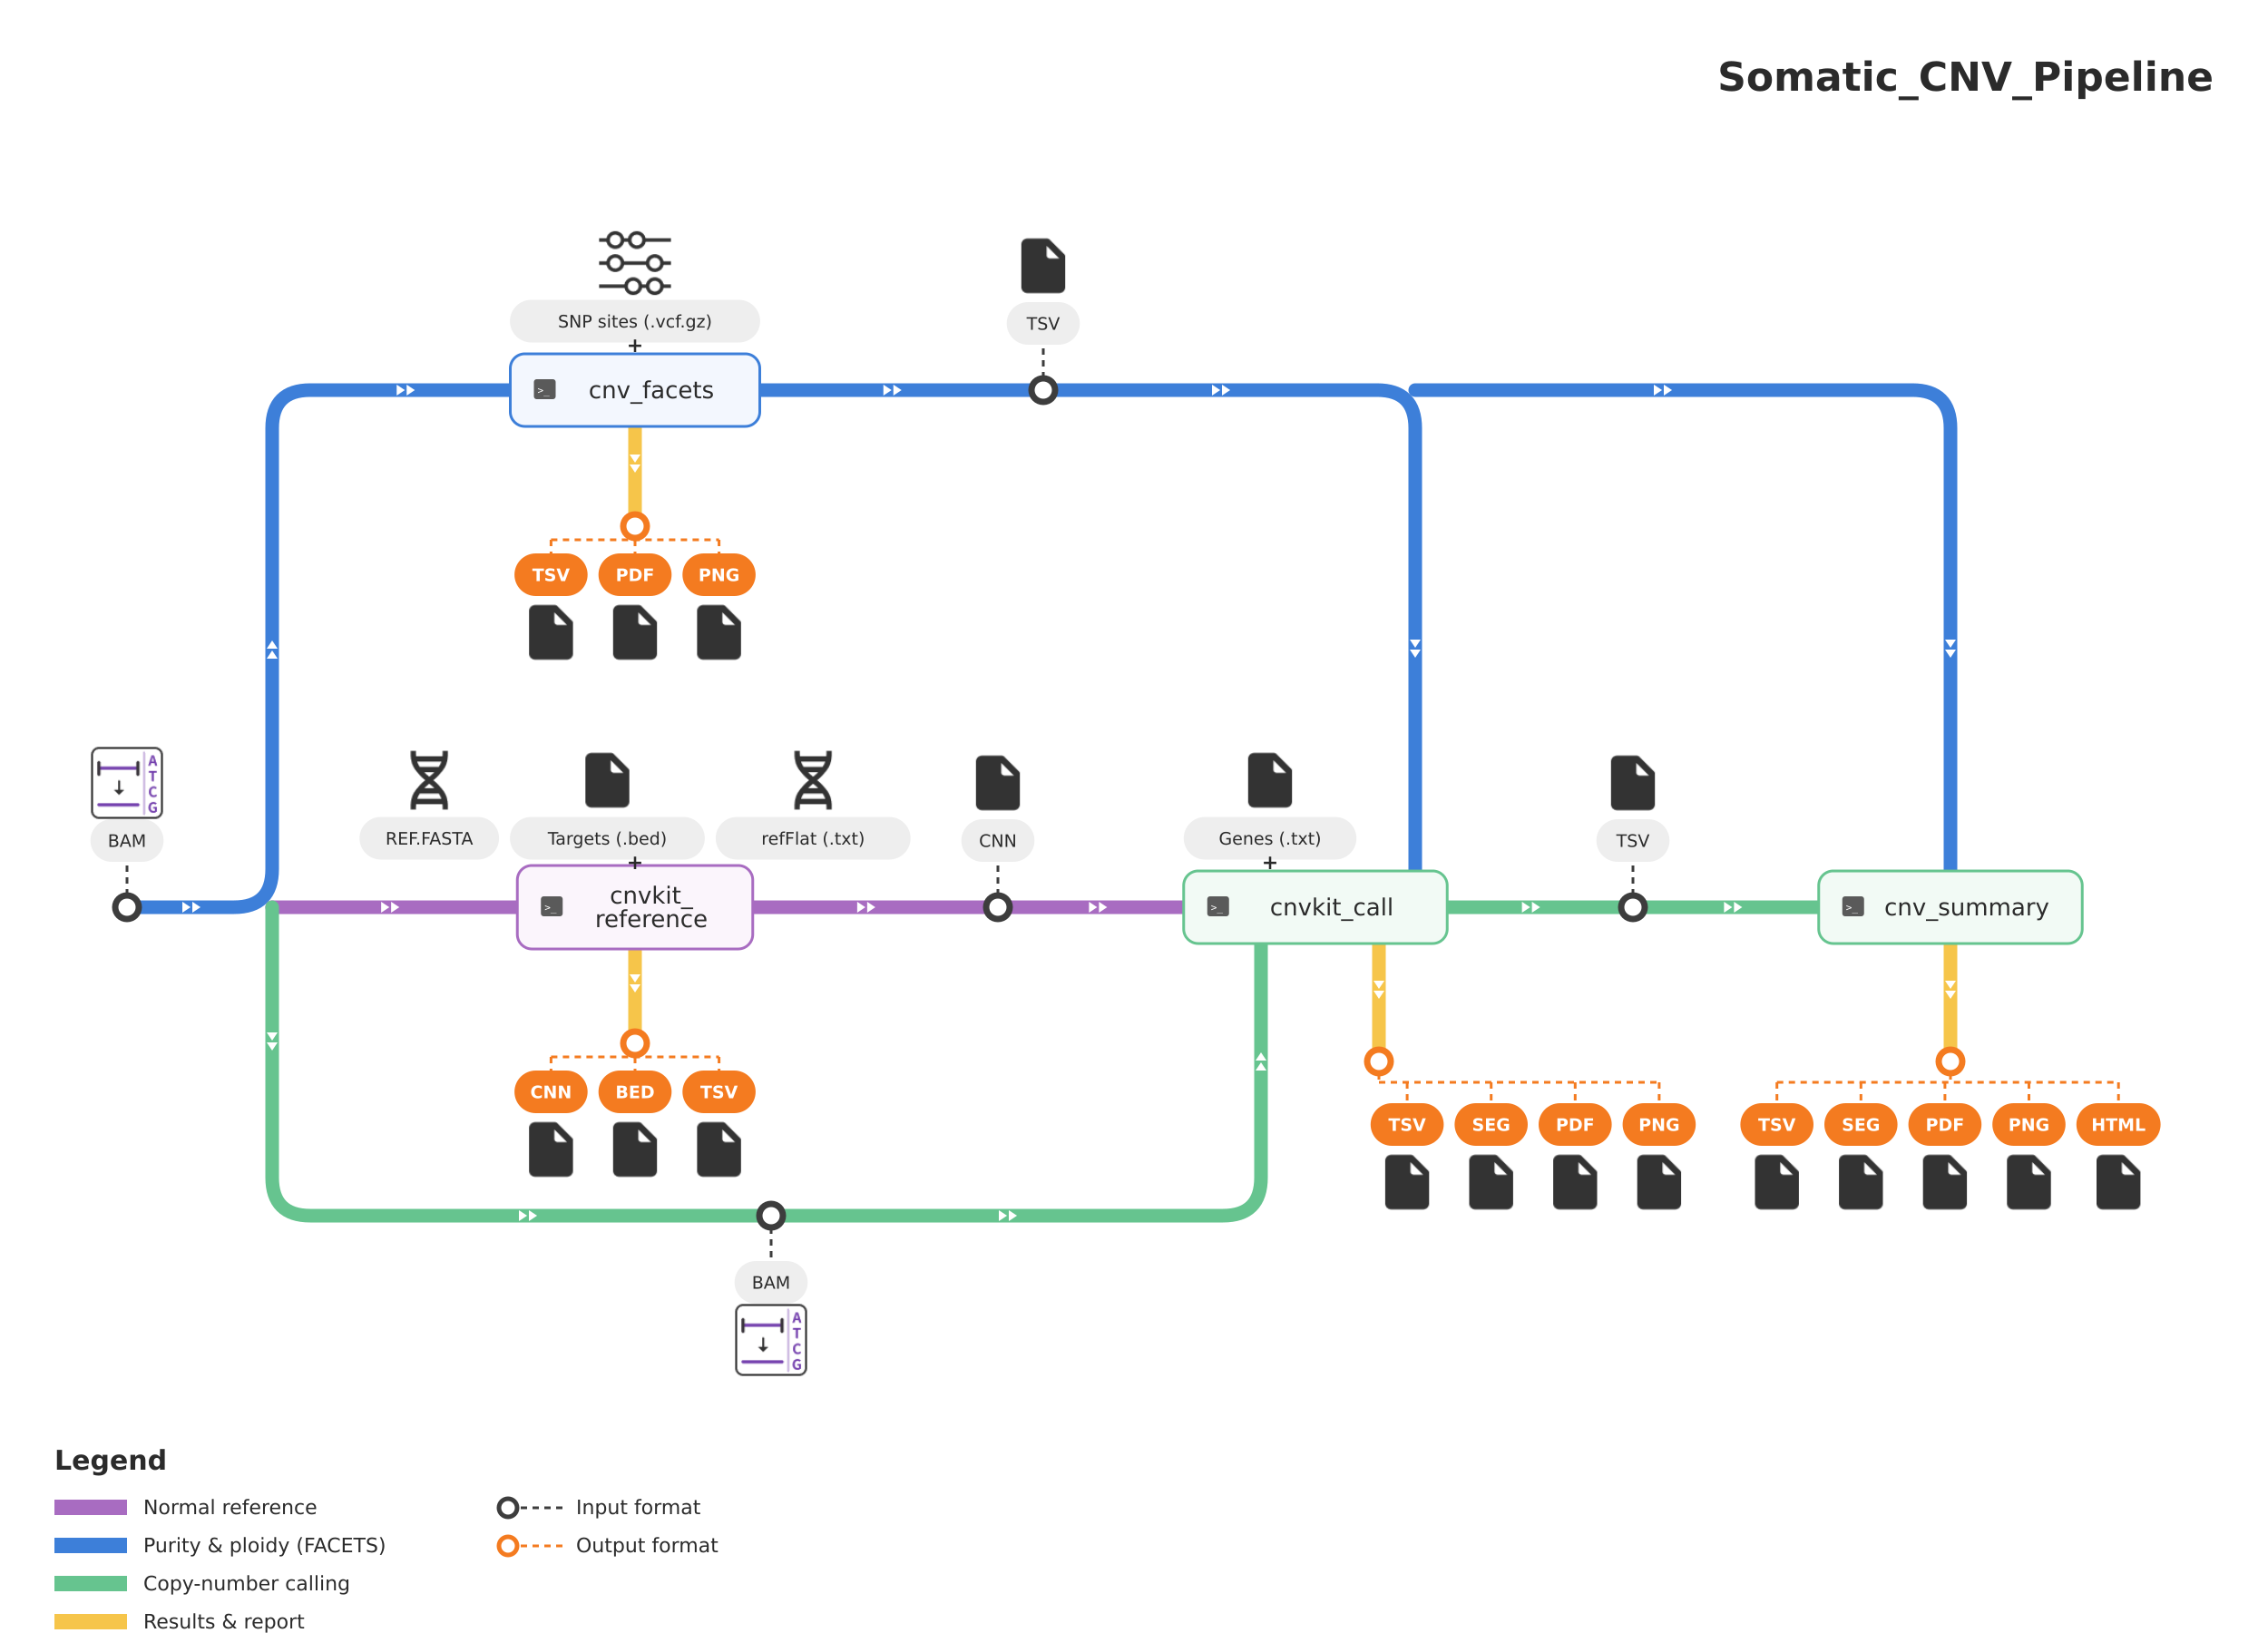 Somatic_CNV_Pipeline
SNP sites (.vcf.gz)
TSV
+
>_ cnv_facets
TSV PDF PNG
A
T
C
G
BAM
REF.FASTA Targets (.bed) refFlat (.txt) CNN Genes (.txt) TSV
+ +
>_ cnvkit_
reference
>_ cnvkit_call
>_ cnv_summary
CNN BED TSV
TSV SEG PDF PNG
TSV SEG PDF PNG HTML
BAM
A
T
C
G
Legend
Normal reference
Purity & ploidy (FACETS)
Copy-number calling
Results & report
Input format
Output format